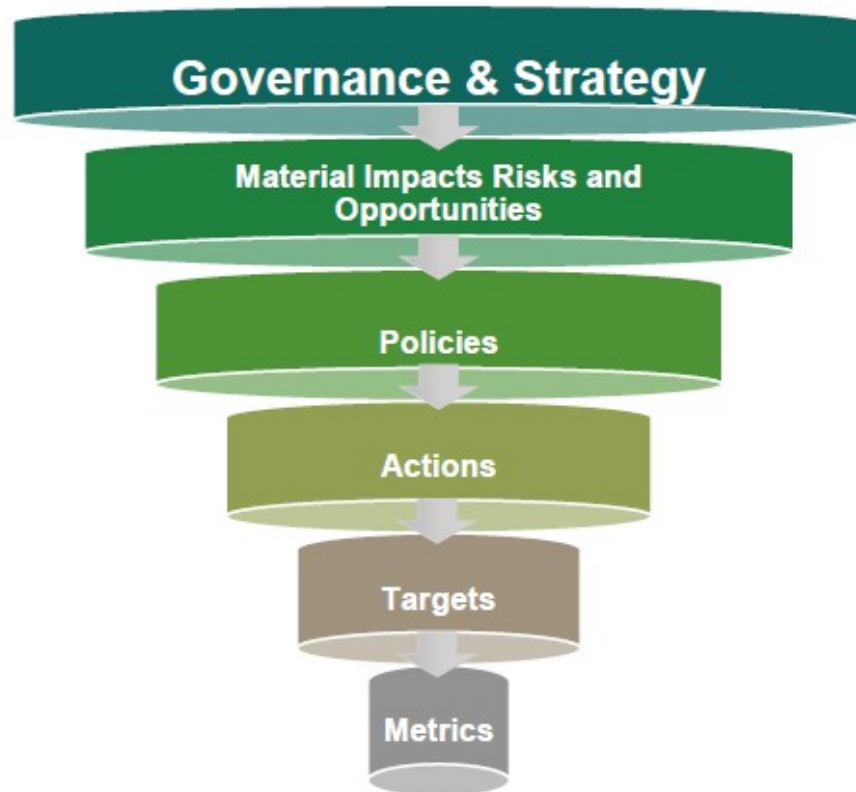 Governance & Strategy
Material Impacts Risks and
Opportunities
Policies
Actions
Targets
Metrics